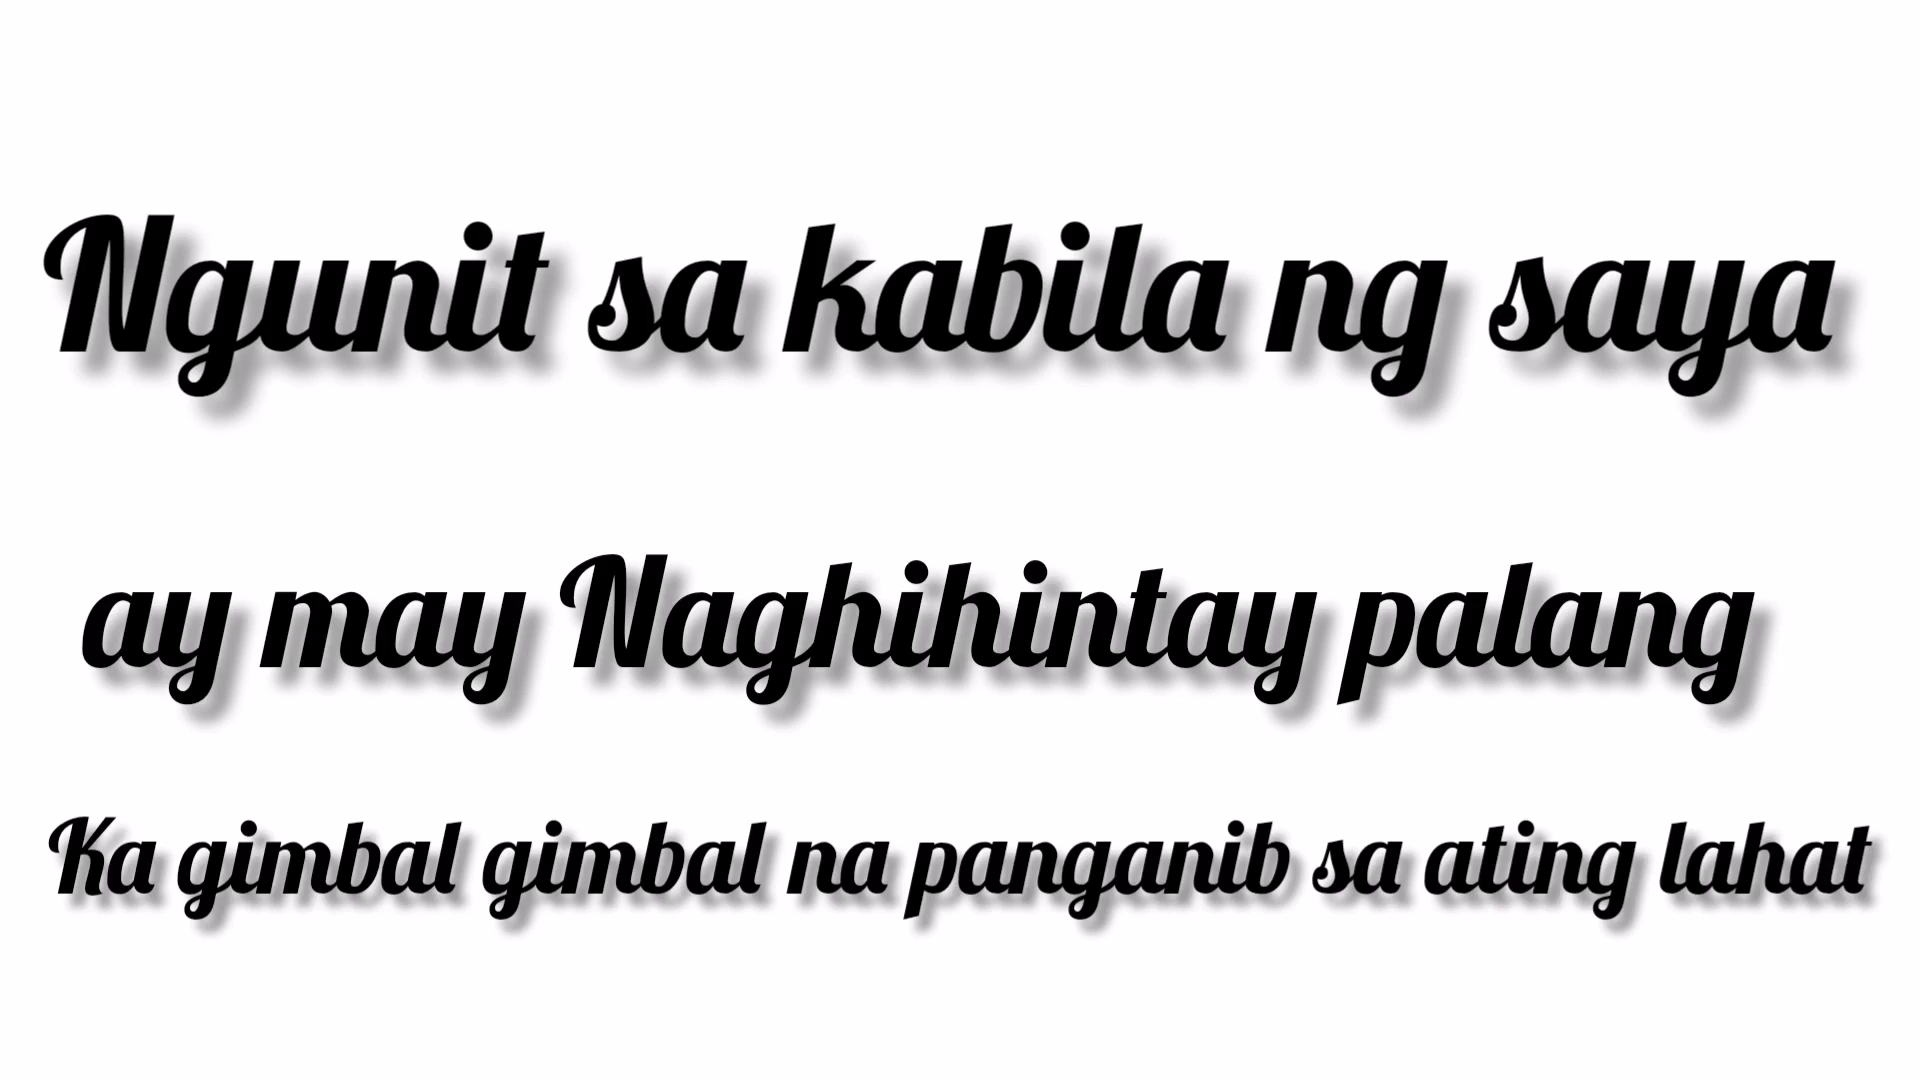 Ngunit sa kabila ng saya
ay may Naghihintay palang
Ka gimbal gimbal na panganib sa ating lahat